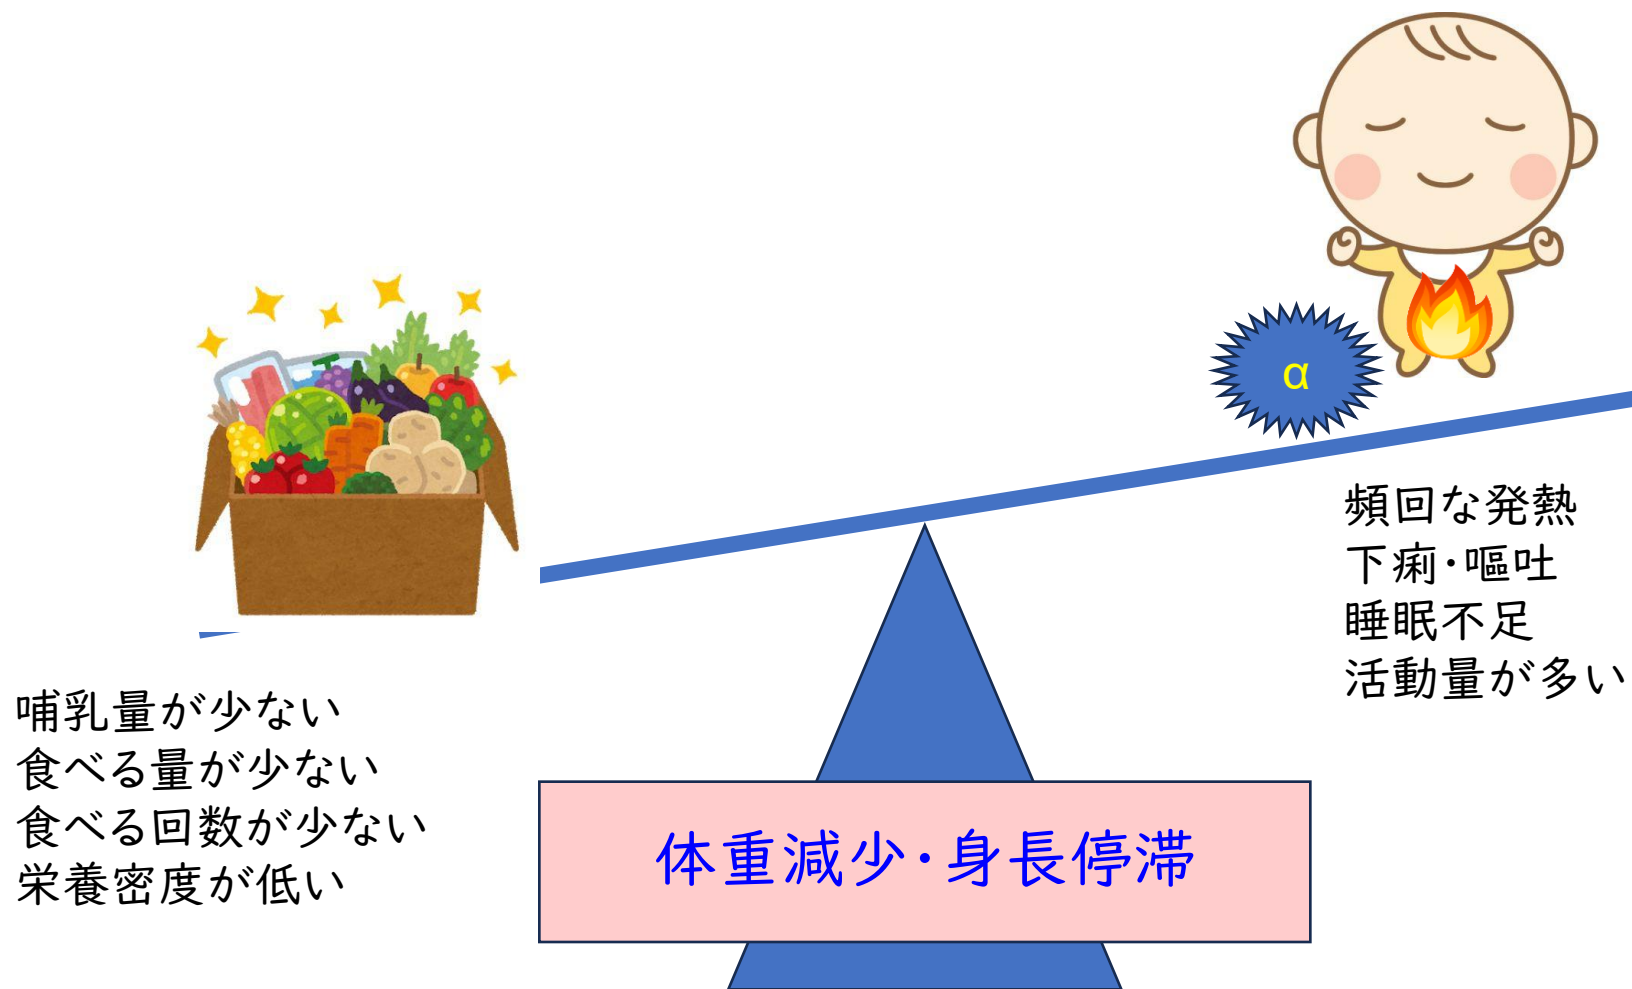 α
頻回な発熱
下痢・嘔吐
睡眠不足
活動量が多い
哺乳量が少ない
食べる量が少ない
食べる回数が少ない
栄養密度が低い
体重減少・身長停滞